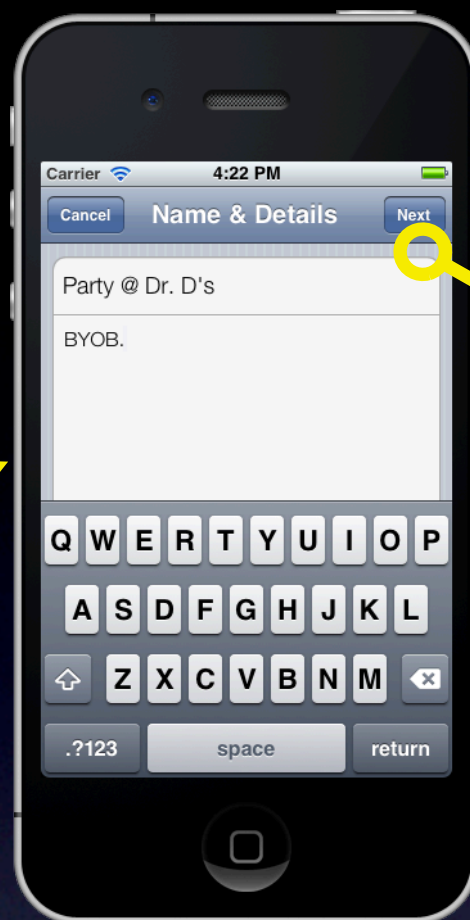 Carrier 4:22 PM
Cancel Name & Details Next
Party @ Dr. D's
BYOB.
Q W E R T Y U I O P
A S D F G H J K L
Z X C V B N M
.?123 space return